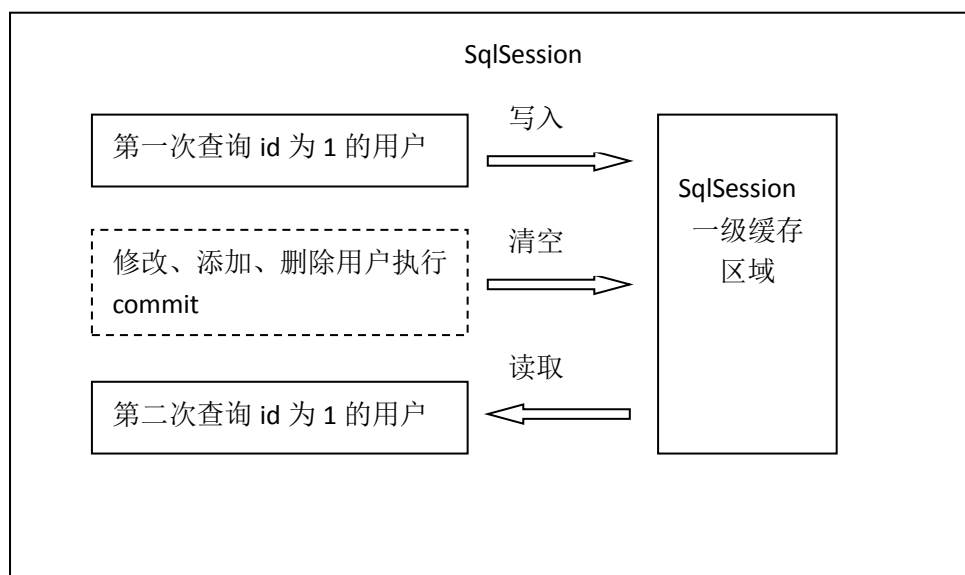 SqlSession
第一次查询 id 为 1 的用户
写入
修改、添加、删除用户执行
commit
清空
第二次查询 id 为 1 的用户
读取
SqlSession
一级缓存
区域